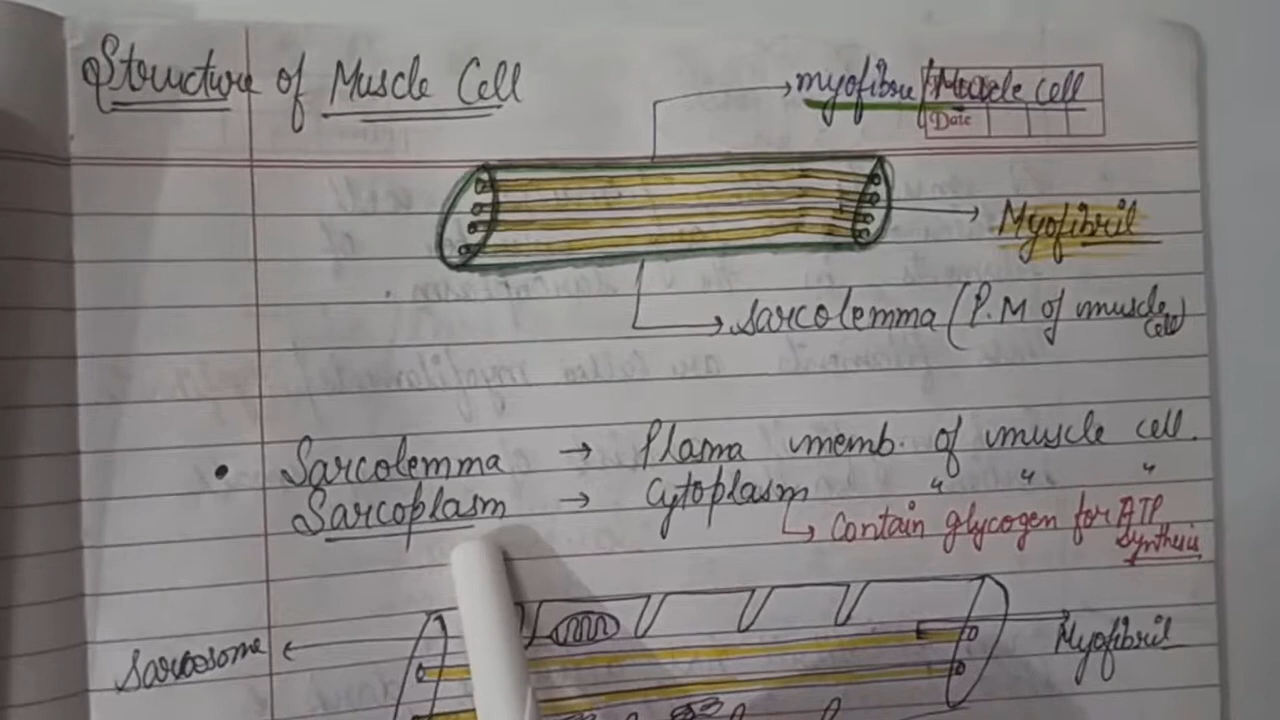 Structure of Muscle Cell
myofibre/Muscle cell
Date
Myofibril
Sarcolemma (P.M of muscle cell)
• Sarcolemma → Plama memb. of muscle cell.
Sarcoplasm → Cytoplasm " " "
↳ Contain glycogen for ATP
Synthesis
Sarcosome
Myofibril